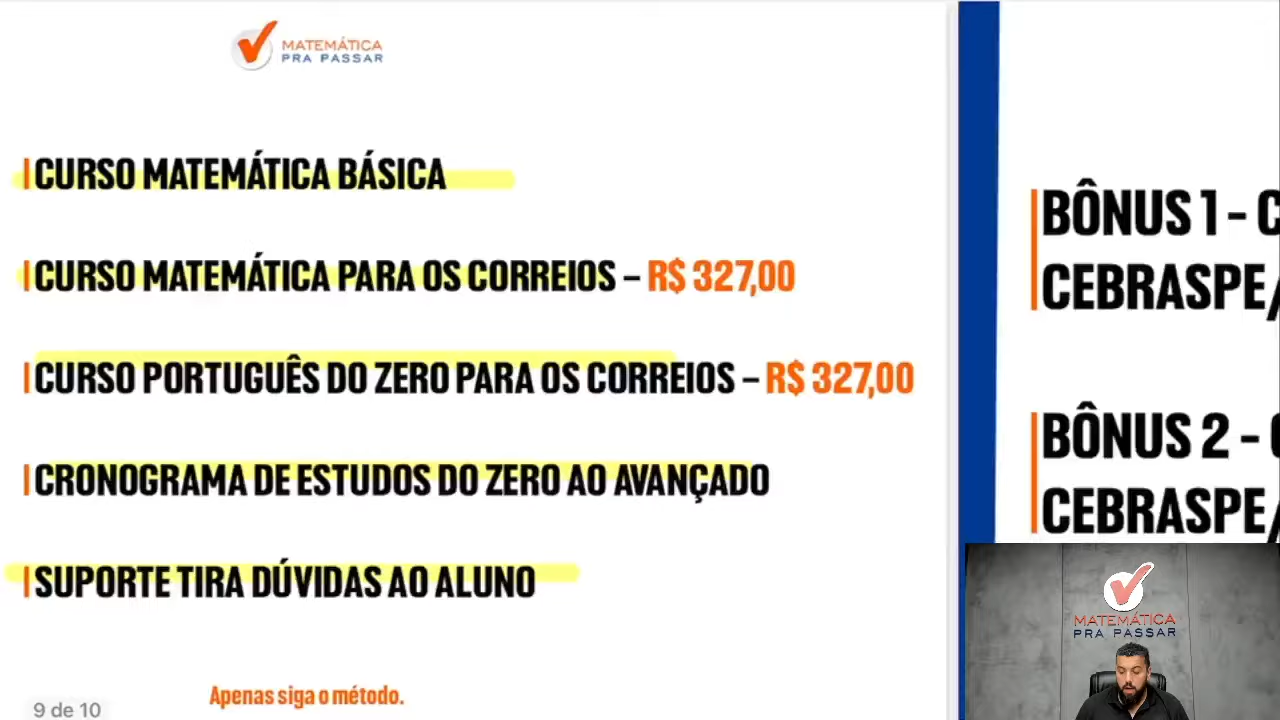 MATEMÁTICA
PRA PASSAR
CURSO MATEMÁTICA BÁSICA
CURSO MATEMÁTICA PARA OS CORREIOS – R$ 327,00
CURSO PORTUGUÊS DO ZERO PARA OS CORREIOS – R$ 327,00
CRONOGRAMA DE ESTUDOS DO ZERO AO AVANÇADO
SUPORTE TIRA DÚVIDAS AO ALUNO
Apenas siga o método.
9 de 10
BÔNUS 1 –
CEBRASPE/
BÔNUS 2 –
CEBRASPE/
MATEMÁTICA
PRA PASSAR